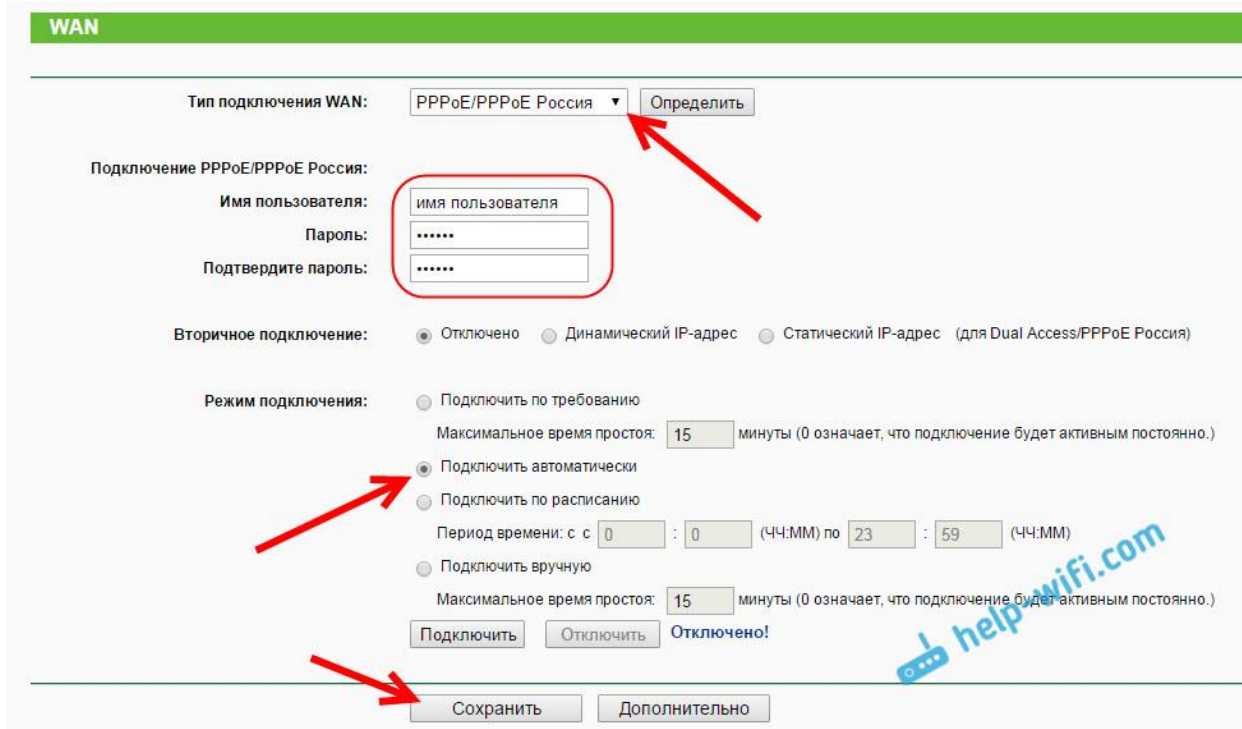 WAN
Тип подключения WAN: PPPoE/PPPoE Россия Определить
Подключение PPPoE/PPPoE Россия:
Имя пользователя: имя пользователя
Пароль: ••••••
Подтвердите пароль: ••••••
Вторичное подключение: Отключено Динамический IP-адрес Статический IP-адрес (для Dual Access/PPPoE Россия)
Режим подключения: Подключить по требованию
Максимальное время простоя: 15 минуты (0 означает, что подключение будет активным постоянно.)
Подключить автоматически
Подключить по расписанию
Период времени: с с 0 : 0 (ЧЧ:ММ) по 23 : 59 (ЧЧ:ММ)
Подключить вручную
Максимальное время простоя: 15 минуты (0 означает, что подключение будет активным постоянно.)
Подключить Отключить Отключено!
help-wifi.com
Сохранить Дополнительно